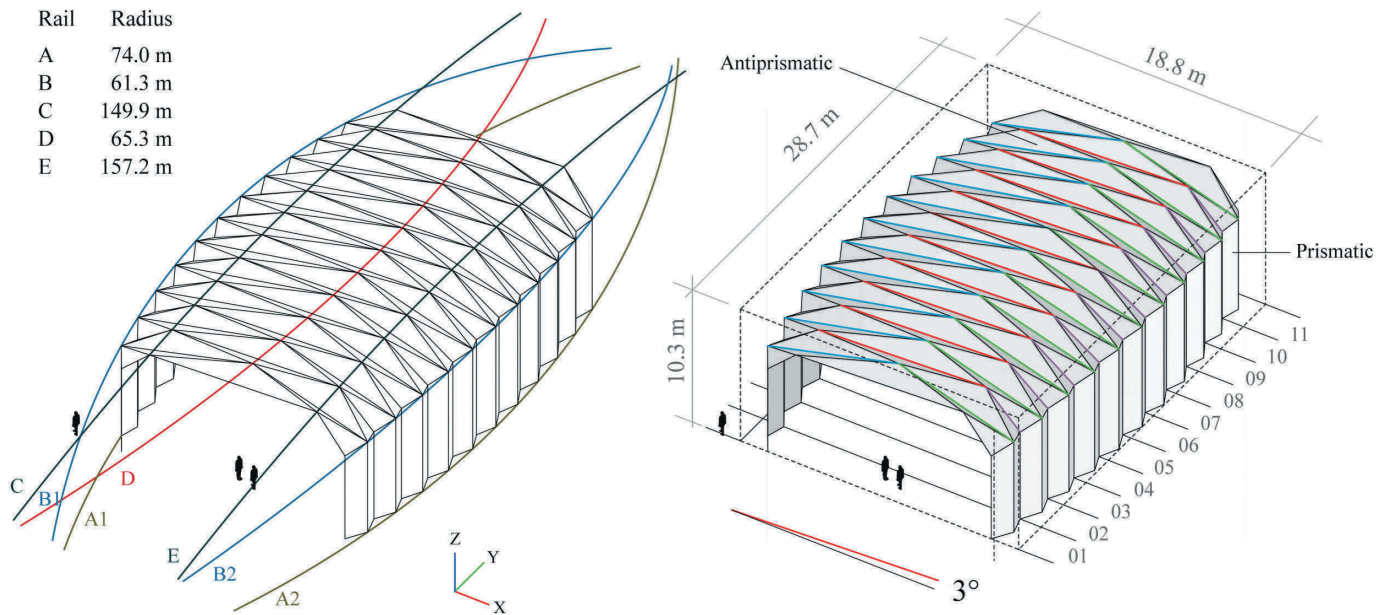 Rail Radius
A 74.0 m
B 61.3 m
C 149.9 m
D 65.3 m
E 157.2 m
C
B1
D
A1
E
B2
A2
Z
Y
X
Antiprismatic
18.8 m
28.7 m
10.3 m
Prismatic
11
10
09
08
07
06
05
04
03
02
01
3°